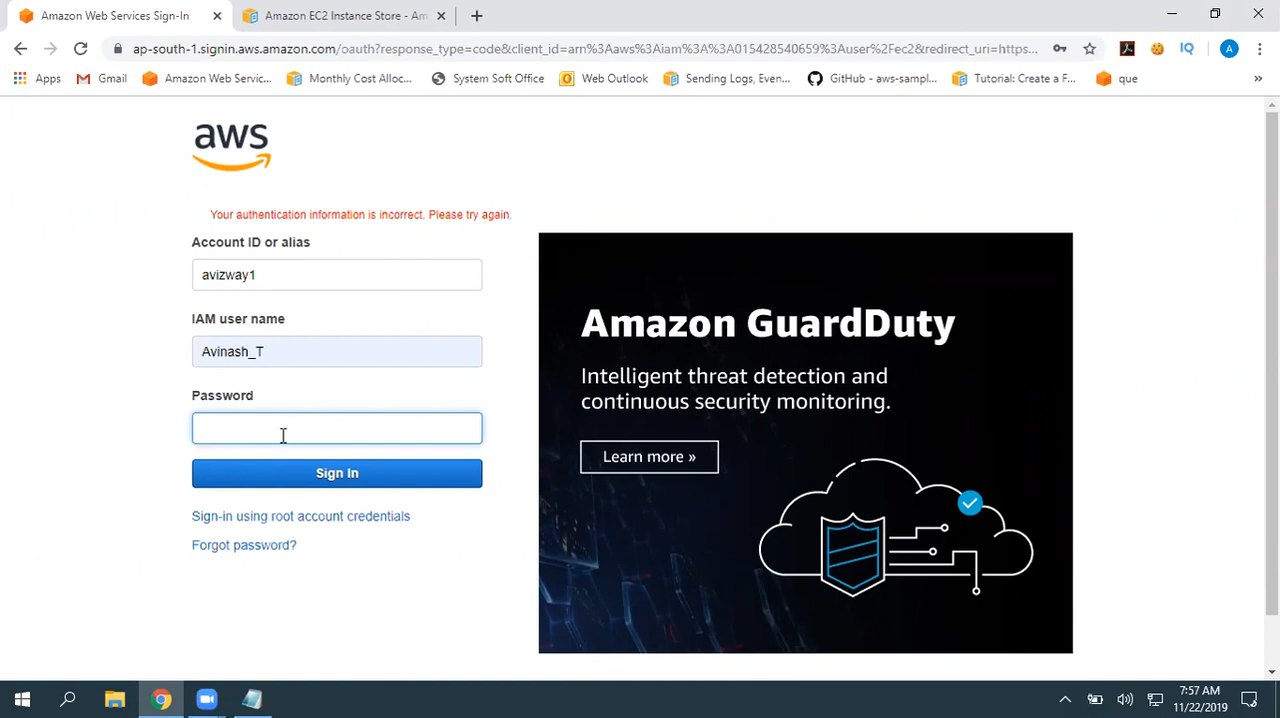 Amazon Web Services Sign-In
Amazon EC2 Instance Store - Am
ap-south-1.signin.aws.amazon.com/oauth?response_type=code&client_id=arn%3Aaws%3Aiam%3A%3A015428540659%3Auser%2Fec2&redirect_uri=https...
A
Apps
Gmail
Amazon Web Servic...
Monthly Cost Alloc...
System Soft Office
Web Outlook
Sending Logs, Even...
GitHub - aws-sampl...
Tutorial: Create a F...
que
»
IQ
aws
Your authentication information is incorrect. Please try again.
Account ID or alias
avizway1
IAM user name
Avinash_T
Password
Sign In
Sign-in using root account credentials
Forgot password?
Amazon GuardDuty
Intelligent threat detection and
continuous security monitoring.
Learn more »
7:57 AM
11/22/2019